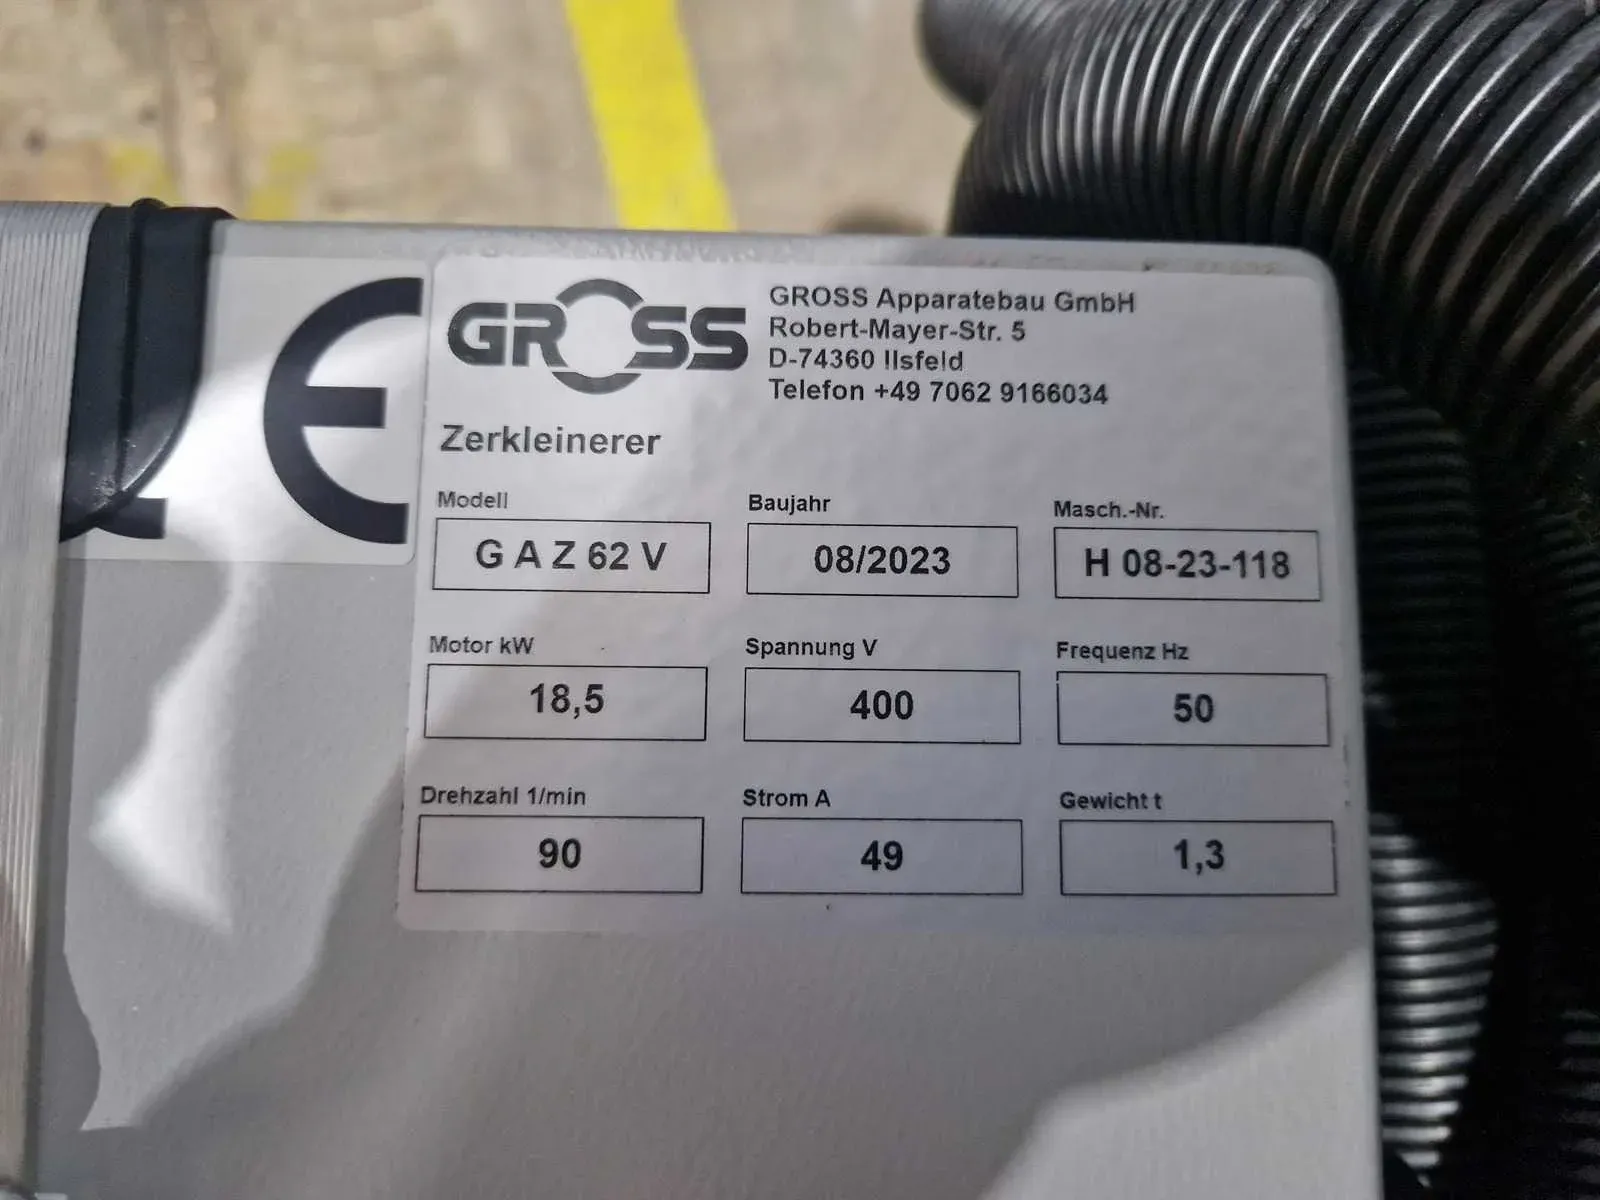 CE
GROSS
GROSS Apparatebau GmbH
Robert-Mayer-Str. 5
D-74360 Ilsfeld
Telefon +49 7062 9166034
Zerkleinerer
Modell
G A Z 62 V
Baujahr
08/2023
Masch.-Nr.
H 08-23-118
Motor kW
18,5
Spannung V
400
Frequenz Hz
50
Drehzahl 1/min
90
Strom A
49
Gewicht t
1,3